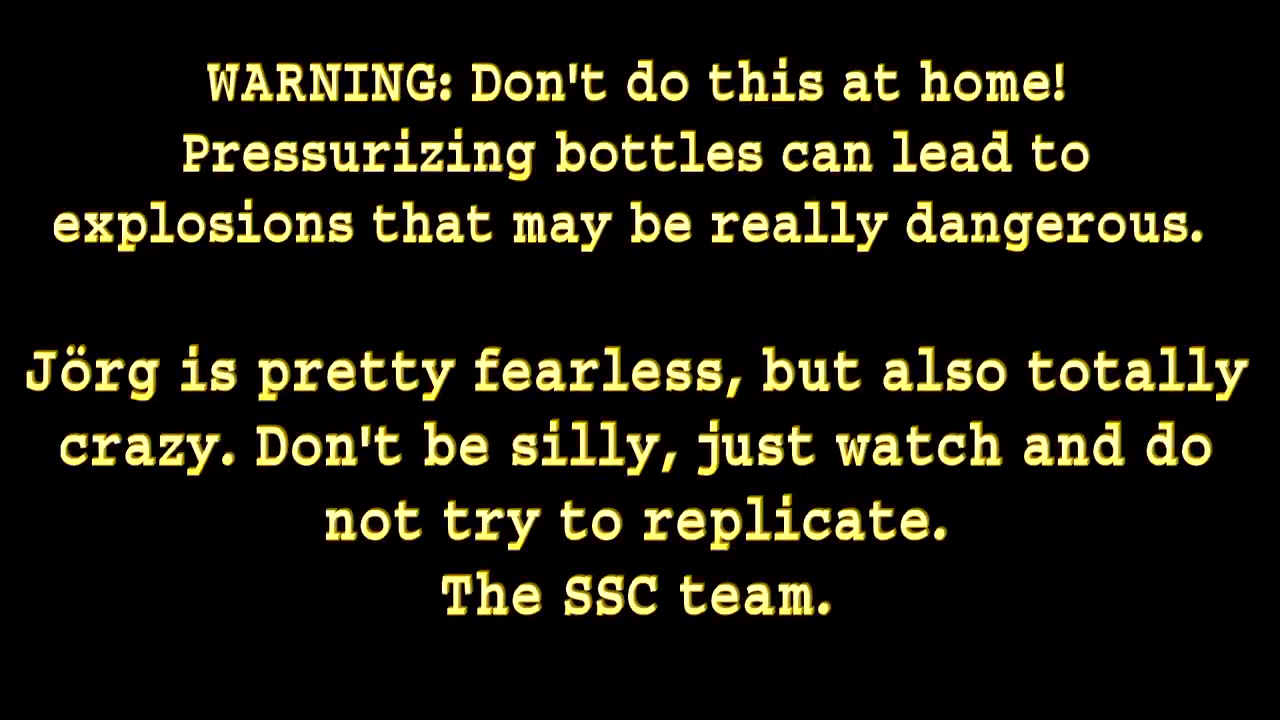 WARNING: Don't do this at home!
Pressurizing bottles can lead to
explosions that may be really dangerous.
Jörg is pretty fearless, but also totally
crazy. Don't be silly, just watch and do
not try to replicate.
The SSC team.